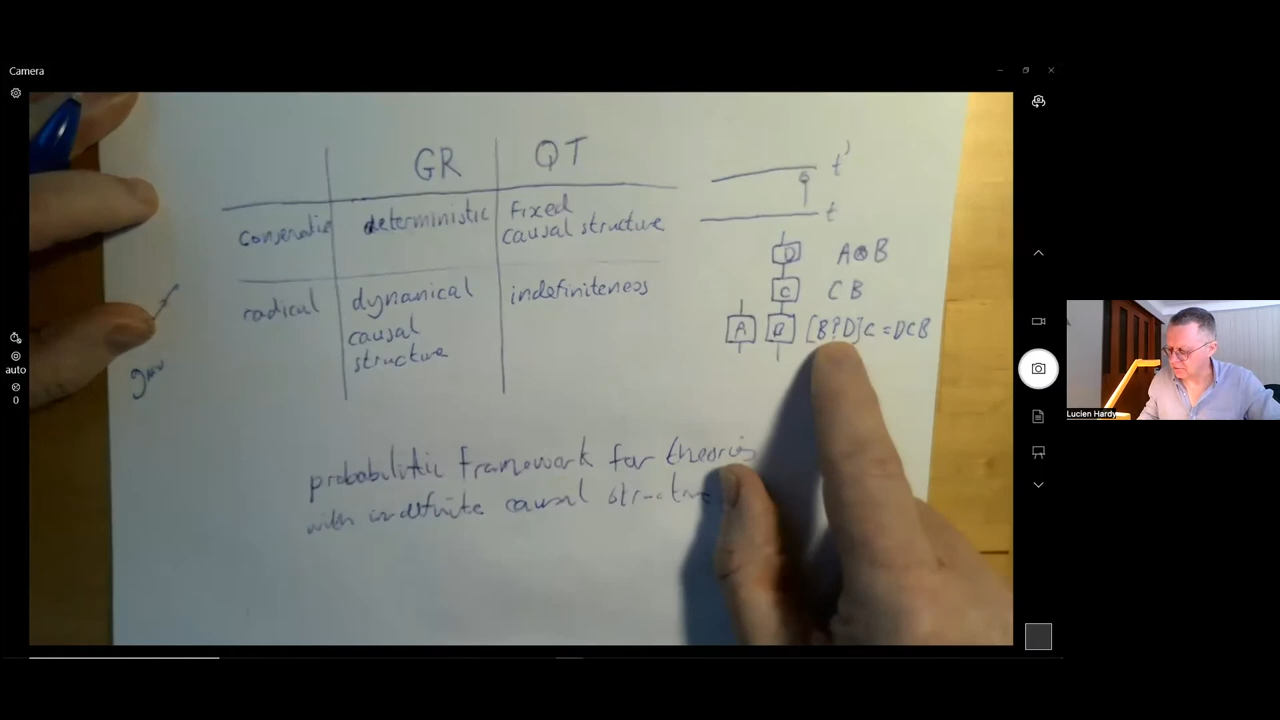 Camera
GR QT
conservative deterministic fixed
causal structure
radical dynamical indefiniteness
causal
structure
gμν
t'
t
D A⊗B
C CB
A B [B?D]C=DCB
probabilistic framework for theories
with indefinite causal structure
auto
0
Lucien Hardy